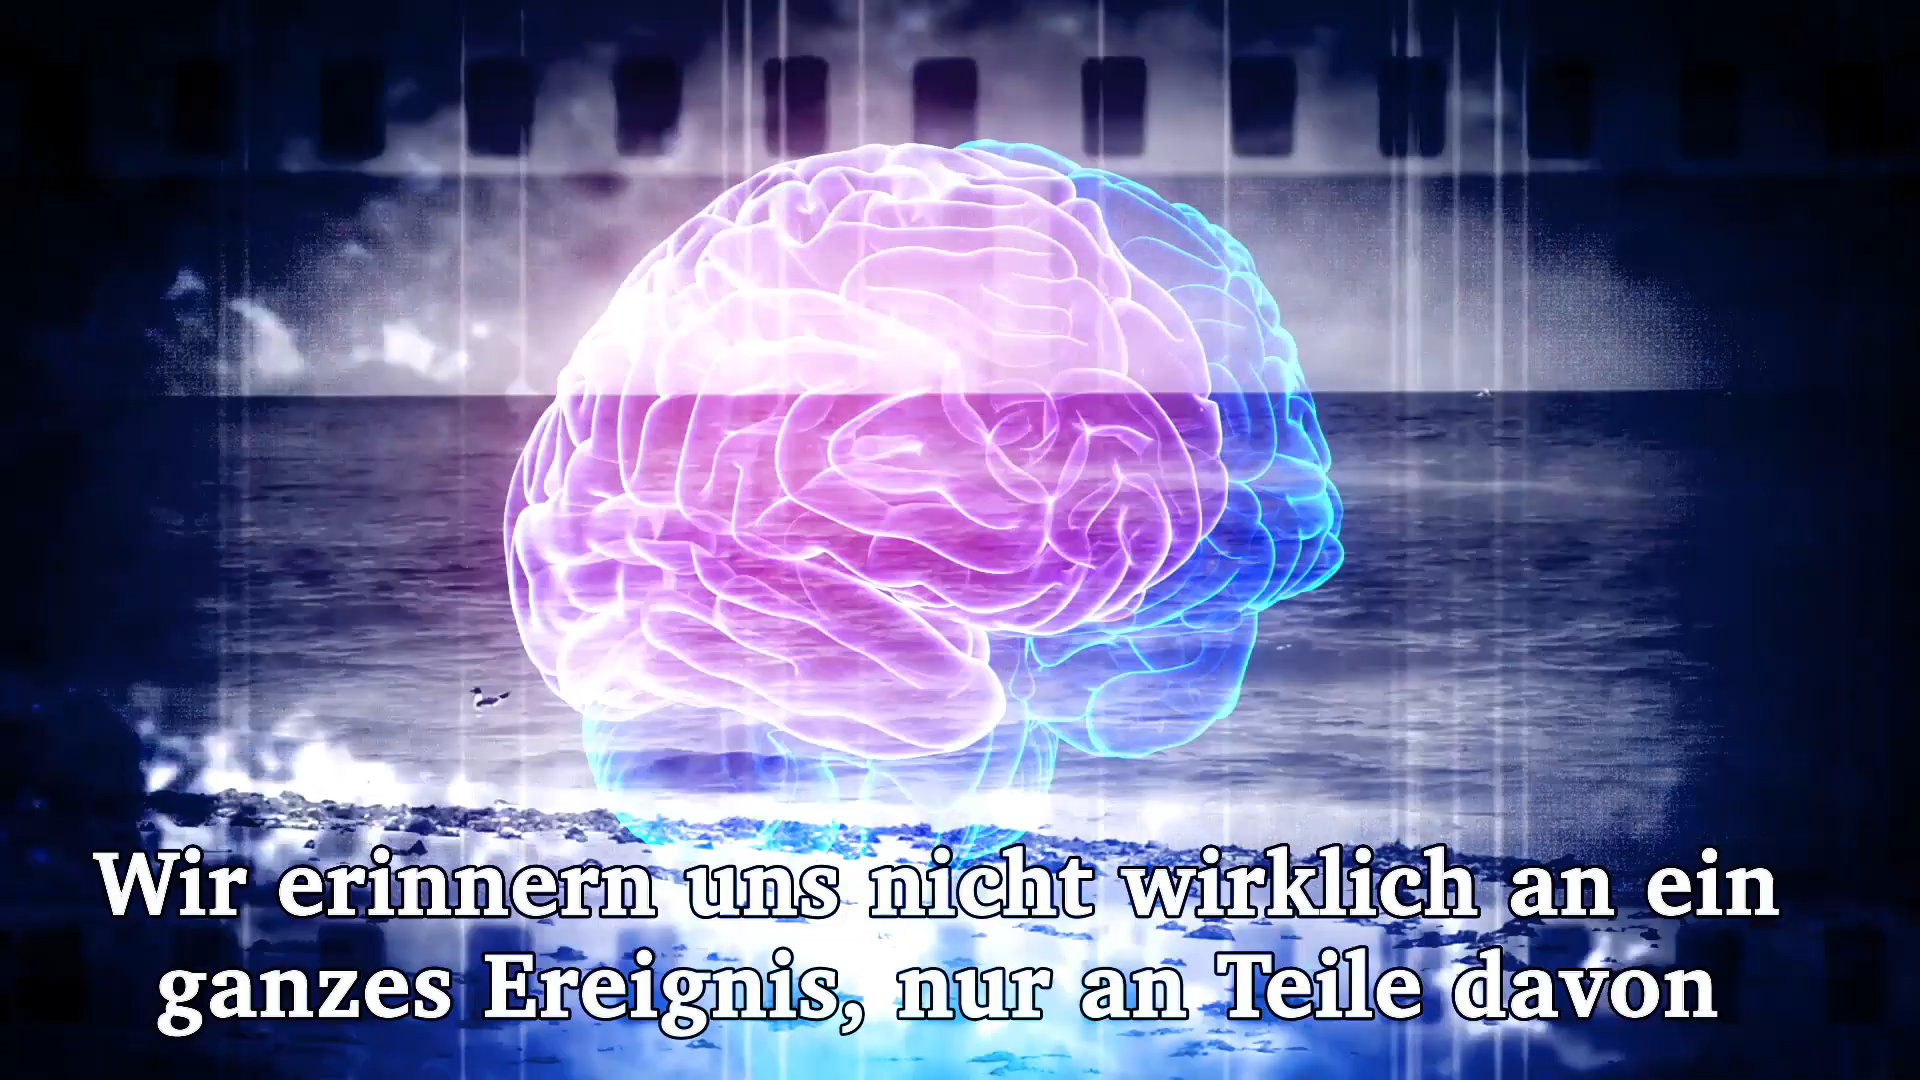 Wir erinnern uns nicht wirklich an ein
ganzes Ereignis, nur an Teile davon